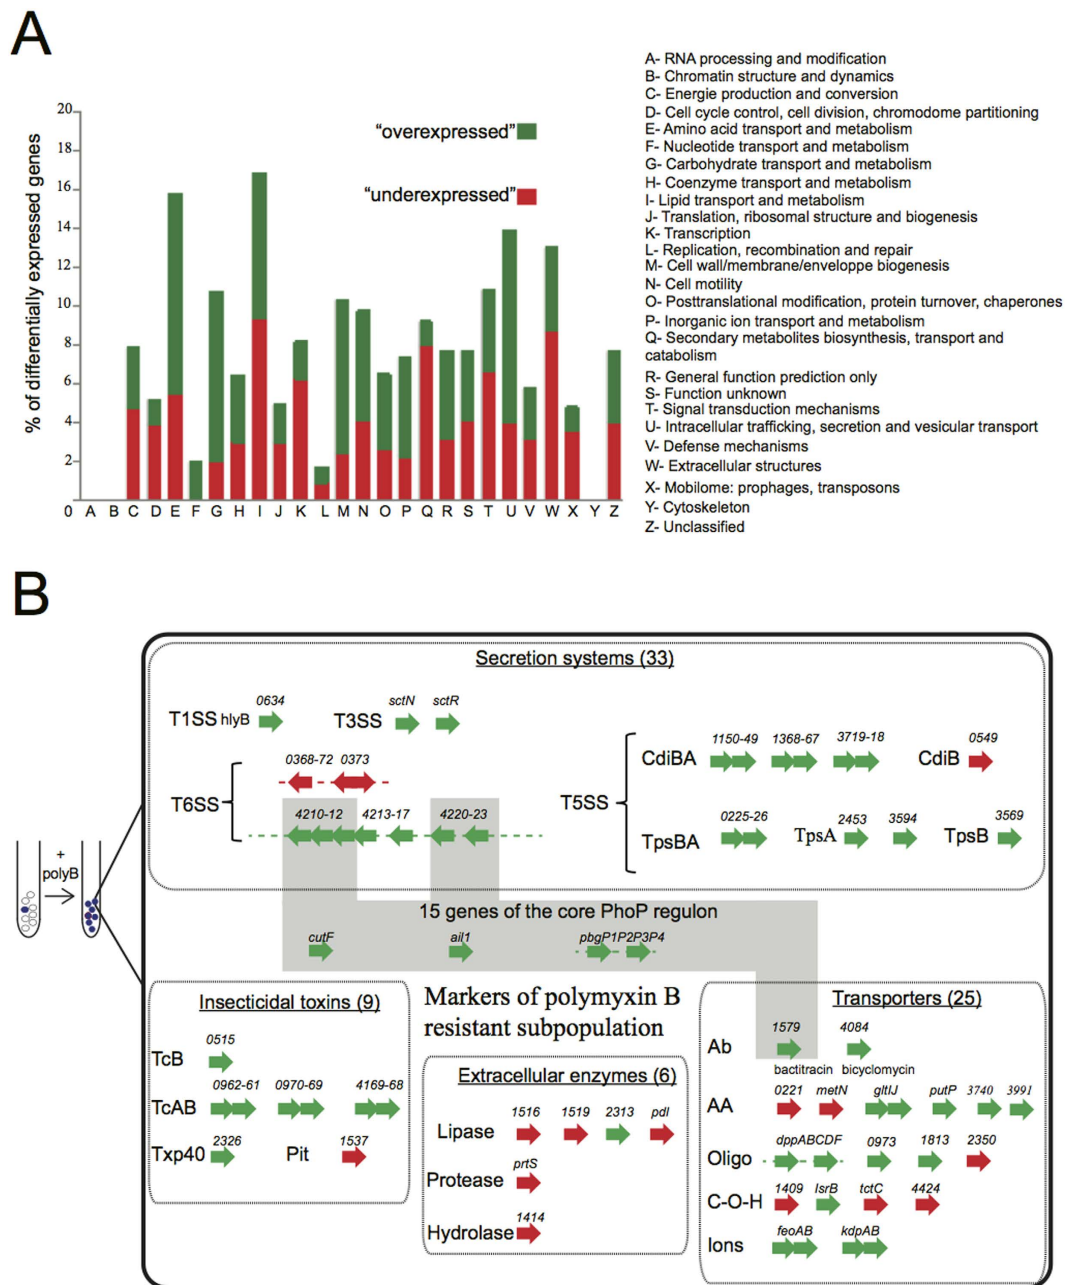 A
% of differentially expressed genes
20
18
16
14
12
10
8
6
4
2
0 A B C D E F G H I J K L M N O P Q R S T U V W X Y Z
“overexpressed”
“underexpressed”
A- RNA processing and modification
B- Chromatin structure and dynamics
C- Energie production and conversion
D- Cell cycle control, cell division, chromodome partitioning
E- Amino acid transport and metabolism
F- Nucleotide transport and metabolism
G- Carbohydrate transport and metabolism
H- Coenzyme transport and metabolism
I- Lipid transport and metabolism
J- Translation, ribosomal structure and biogenesis
K- Transcription
L- Replication, recombination and repair
M- Cell wall/membrane/enveloppe biogenesis
N- Cell motility
O- Posttranslational modification, protein turnover, chaperones
P- Inorganic ion transport and metabolism
Q- Secondary metabolites biosynthesis, transport and
catabolism
R- General function prediction only
S- Function unknown
T- Signal transduction mechanisms
U- Intracellular trafficking, secretion and vesicular transport
V- Defense mechanisms
W- Extracellular structures
X- Mobilome: prophages, transposons
Y- Cytoskeleton
Z- Unclassified
B
+
polyB
Secretion systems (33)
0634 sctN sctR
T1SS hlyB T3SS
0368-72 0373
T6SS
4210-12 4213-17 4220-23
T5SS
1150-49 1368-67 3719-18 0549
CdiBA CdiB
0225-26 2453 3594 3569
TpsBA TpsA TpsB
15 genes of the core PhoP regulon
cutF ail1 pbgP1P2P3P4
Insecticidal toxins (9)
0515
TcB
0962-61 0970-69 4169-68
TcAB
2326 1537
Txp40 Pit
Markers of polymyxin B
resistant subpopulation
Extracellular enzymes (6)
1516 1519 2313 pdl
Lipase
prtS
Protease
1414
Hydrolase
Transporters (25)
1579 4084
Ab
bactitracin bicyclomycin
0221 metN gltIJ putP 3740 3991
AA
dppABCDF 0973 1813 2350
Oligo
1409 lsrB tctC 4424
C-O-H
feoAB kdpAB
Ions